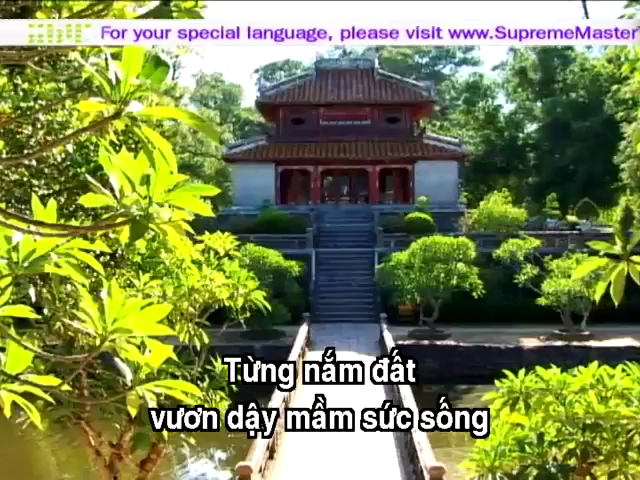 For your special language, please visit www.SupremeMaster
Từng nắm đất
vươn dậy mầm sức sống